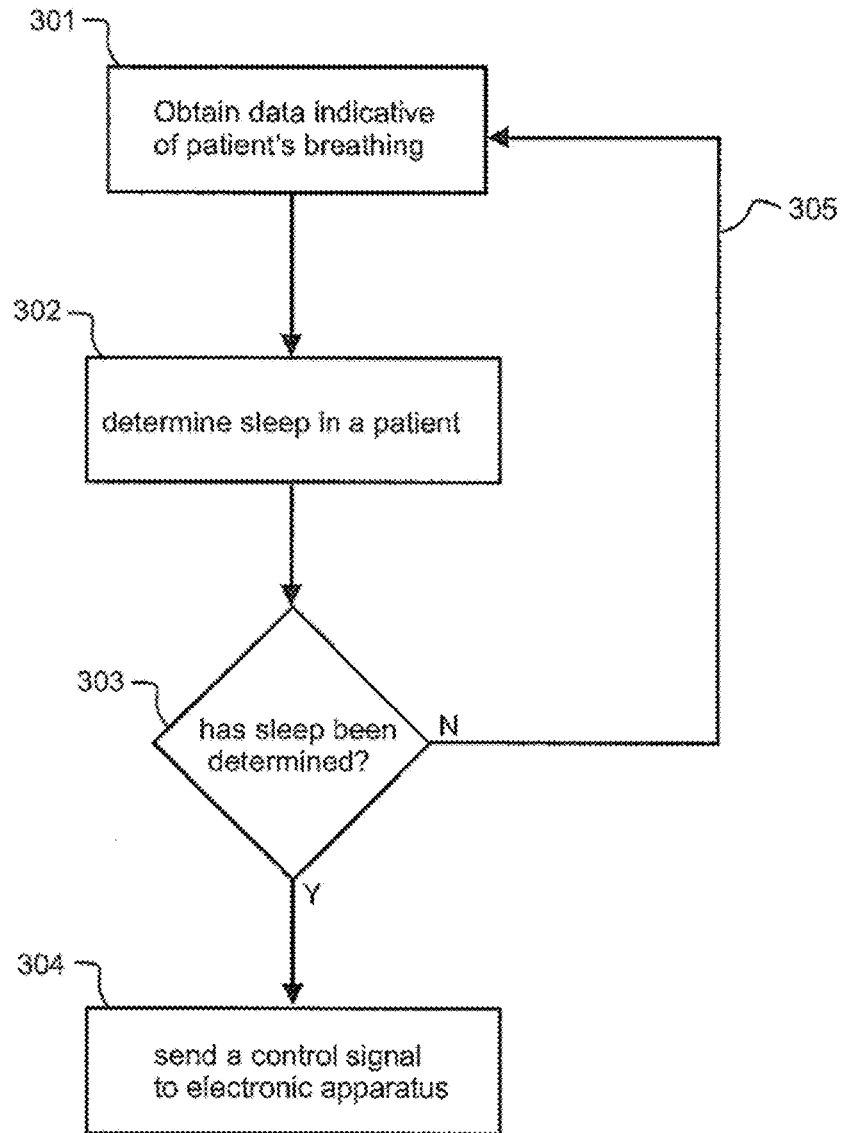 301
Obtain data indicative
of patient's breathing
305
302
determine sleep in a patient
303
has sleep been
determined?
N
Y
304
send a control signal
to electronic apparatus